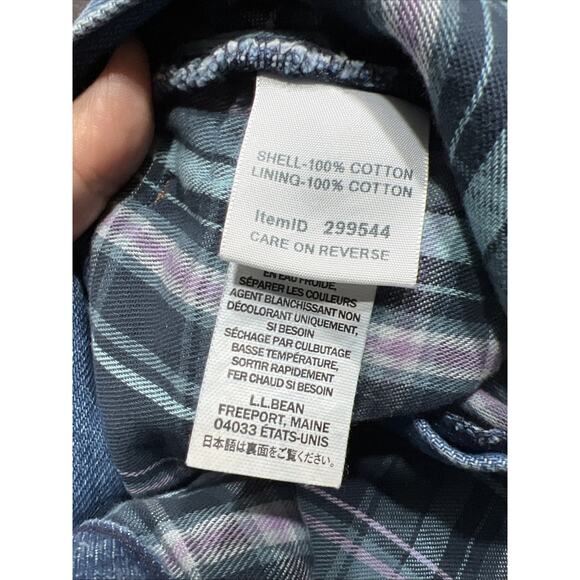 SHELL-100% COTTON
LINING-100% COTTON
ItemID 299544
CARE ON REVERSE
EN EAU FROIDE,
SÉPARER LES COULEURS
AGENT BLANCHISSANT NON
DÉCOLORANT UNIQUEMENT,
SI BESOIN
SÉCHAGE PAR CULBUTAGE
BASSE TEMPÉRATURE,
SORTIR RAPIDEMENT
FER CHAUD SI BESOIN
L.L.BEAN
FREEPORT, MAINE
04033 ÉTATS-UNIS
日本語は裏面をご覧ください。